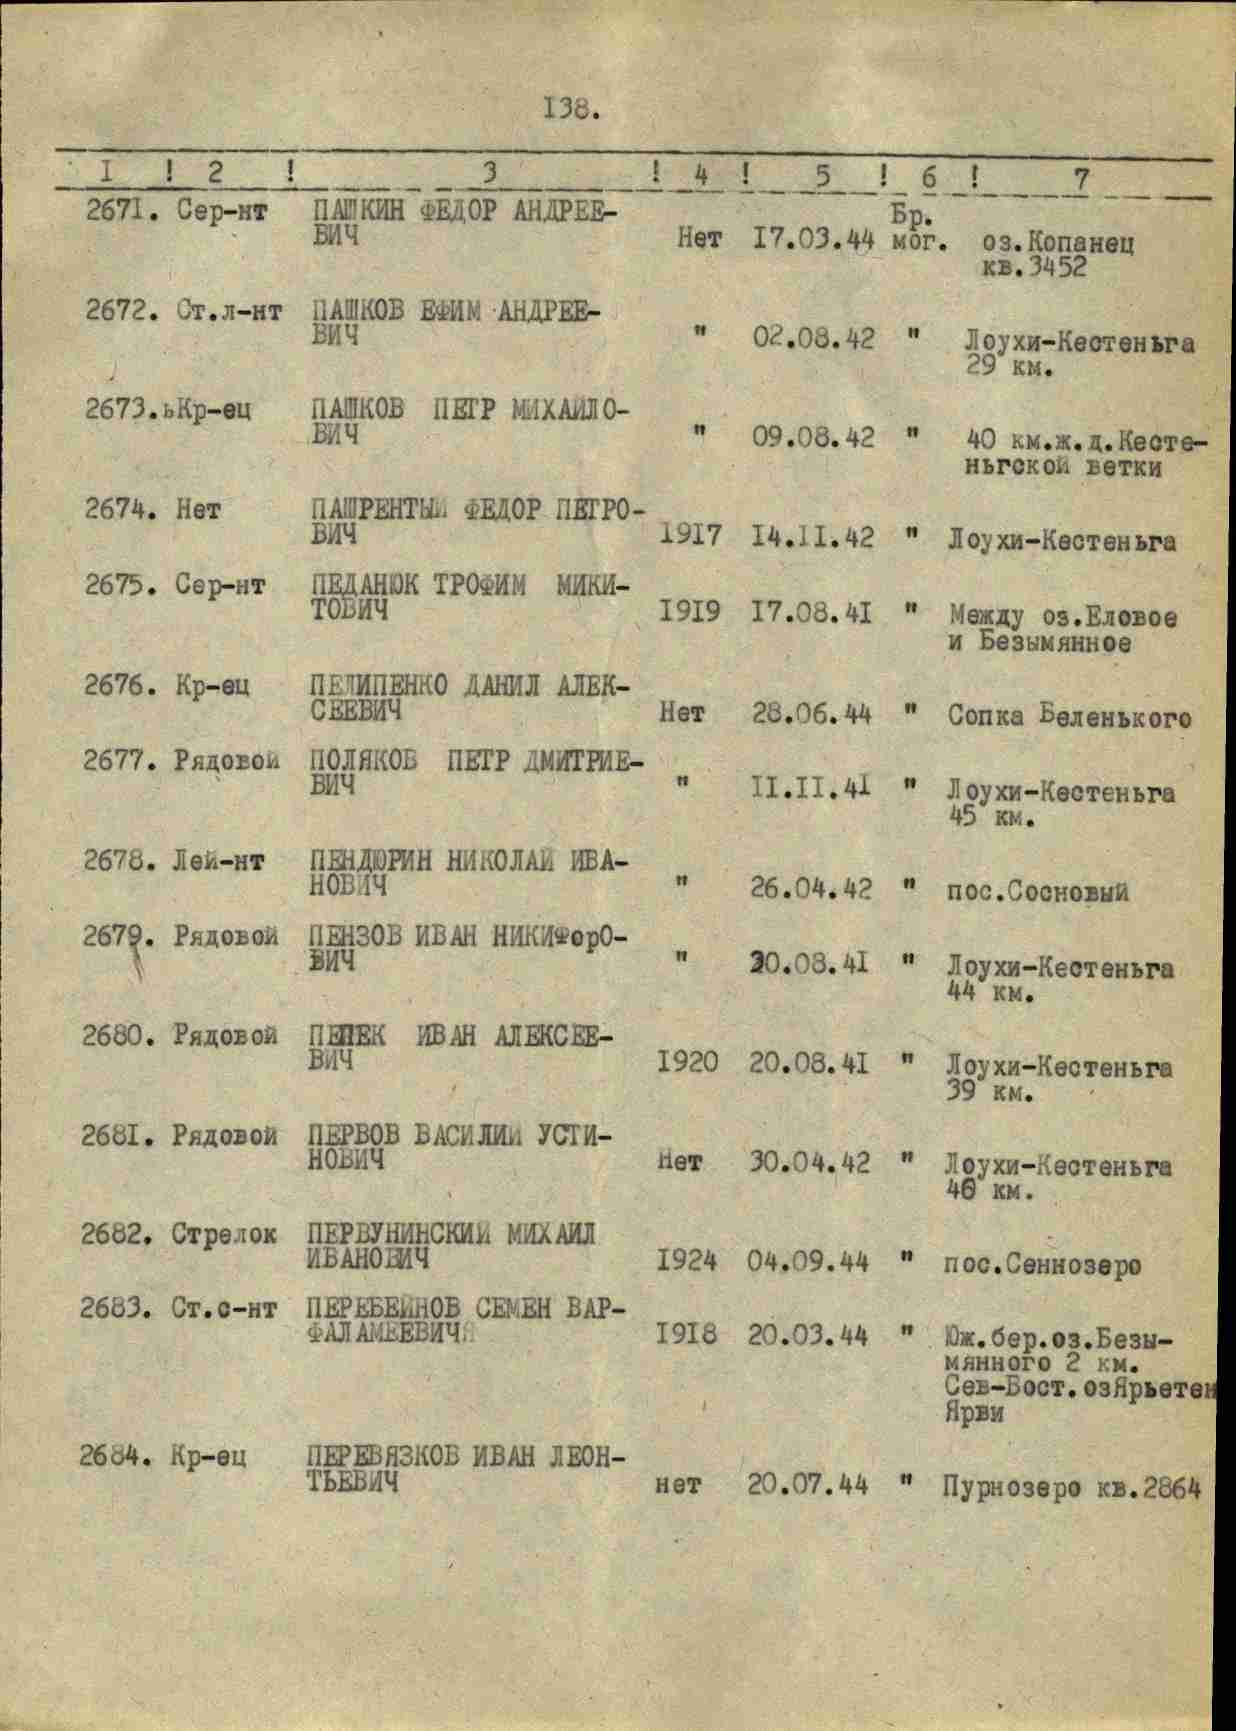 138.
I ! 2 ! 3 ! 4 ! 5 ! 6 ! 7
2671. Сер-нт ПАШКИН ФЕДОР АНДРЕЕ- Бр.
ВИЧ Нет 17.03.44 мог. оз.Копанец
кв.3452
2672. Ст.л-нт ПАШКОВ ЕФИМ АНДРЕЕ-
ВИЧ " 02.08.42 " Лоухи-Кестеньга
29 км.
2673.ьКр-ец ПАШКОВ ПЕТР МИХАЙЛО-
ВИЧ " 09.08.42 " 40 км.ж.д.Кесте-
ньгской ветки
2674. Нет ПАШРЕНТЫЙ ФЕДОР ПЕТРО-
ВИЧ 1917 14.11.42 " Лоухи-Кестеньга
2675. Сер-нт ПЕДАНЮК ТРОФИМ МИКИ-
ТОВИЧ 1919 17.08.41 " Между оз.Еловое
и Безымянное
2676. Кр-ец ПЕЛИПЕНКО ДАНИЛ АЛЕК-
СЕЕВИЧ Нет 28.06.44 " Сопка Беленького
2677. Рядовой ПОЛЯКОВ ПЕТР ДМИТРИЕ-
ВИЧ " 11.11.41 " Лоухи-Кестеньга
45 км.
2678. Лей-нт ПЕНДЮРИН НИКОЛАЙ ИВА-
НОВИЧ " 26.04.42 " пос.Сосновый
2679. Рядовой ПЕНЗОВ ИВАН НИКИФорО-
ВИЧ " 30.08.41 " Лоухи-Кестеньга
44 км.
2680. Рядовой ПЕПЕК ИВАН АЛЕКСЕЕ-
ВИЧ 1920 20.08.41 " Лоухи-Кестеньга
39 км.
2681. Рядовой ПЕРВОВ ВАСИЛИЙ УСТИ-
НОВИЧ Нет 30.04.42 " Лоухи-Кестеньга
км.
2682. Стрелок ПЕРВУНИНСКИЙ МИХАИЛ
ИВАНОВИЧ 1924 04.09.44 " пос.Сеннозеро
2683. Ст.с-нт ПЕРЕБЕЙНОВ СЕМЕН ВАР-
ФАЛАМЕЕВИЧ 1918 20.03.44 " Юж.бер.оз.Безы-
мянного 2 км.
Сев-Вост.озЯрьетен
Ярви
2684. Кр-ец ПЕРЕВЯЗКОВ ИВАН ЛЕОН-
ТЬЕВИЧ нет 20.07.44 " Пурнозеро кв.2864